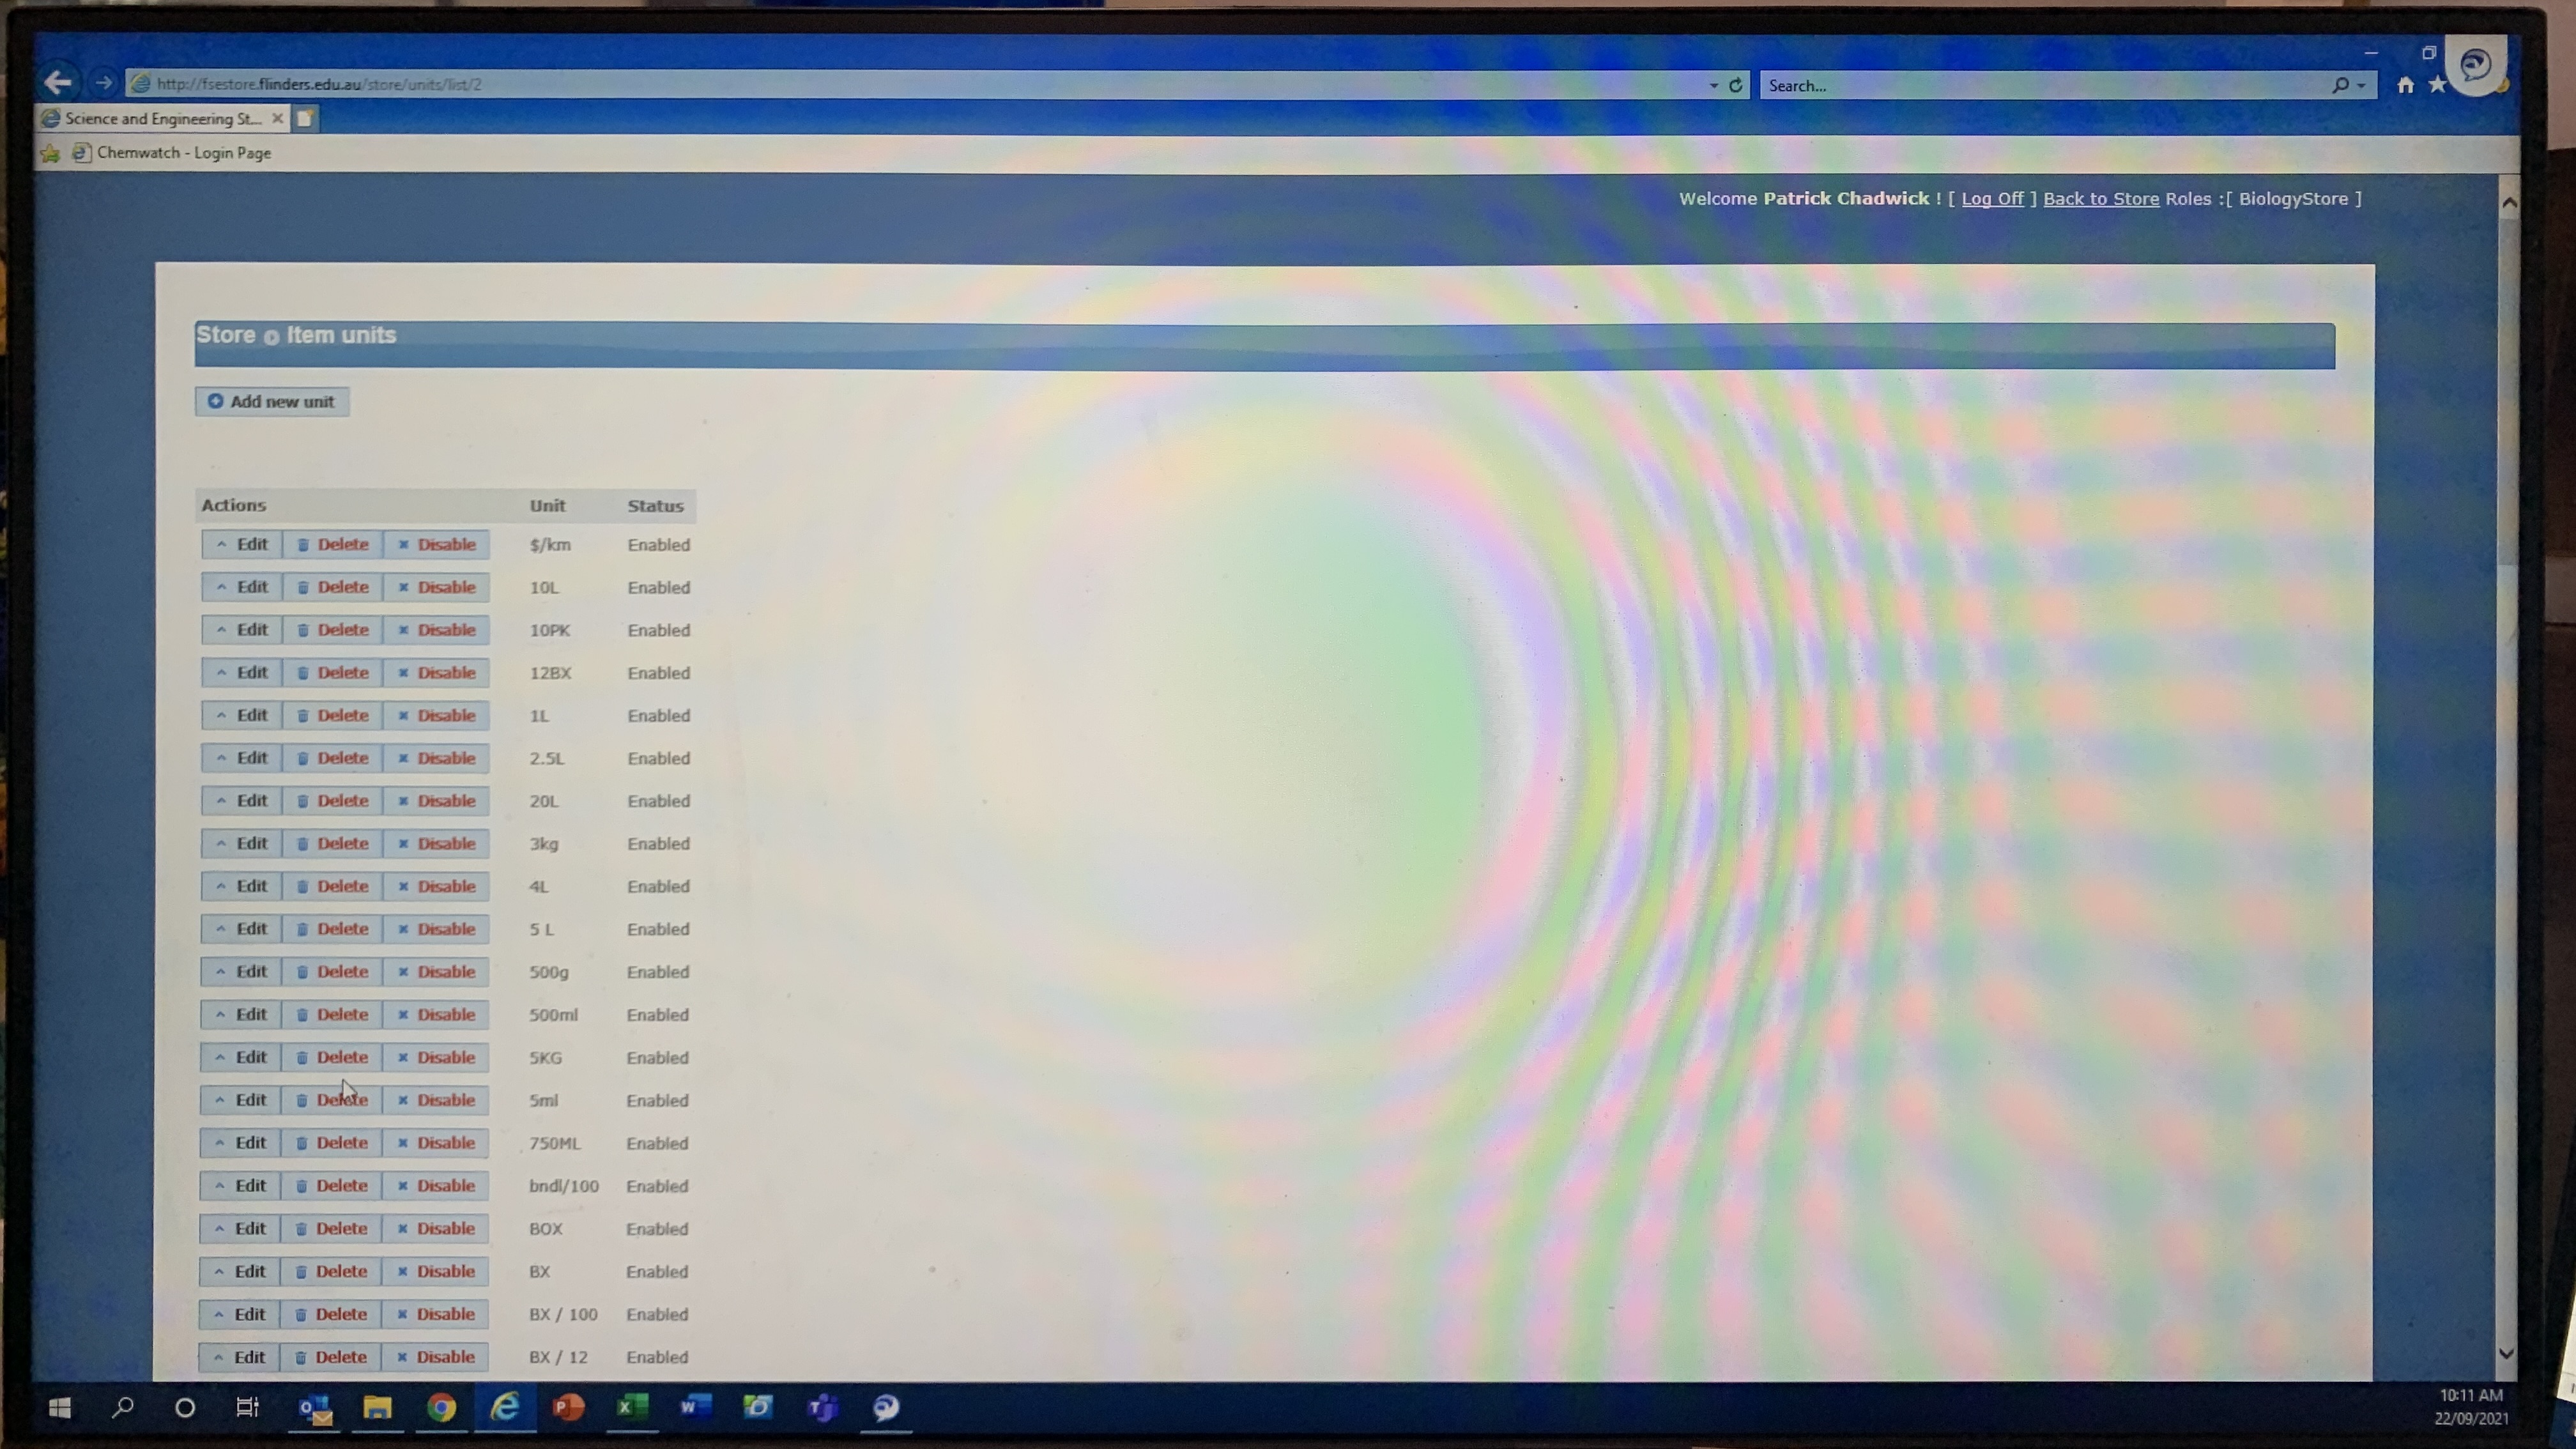 http://fsestore.flinders.edu.au/store/units/list/2
Search...
Science and Engineering St...
Chemwatch - Login Page
Welcome Patrick Chadwick ! [ Log Off ] Back to Store Roles :[ BiologyStore ]
Store Item units
Add new unit
Actions Unit Status
Edit Delete Disable $/km Enabled
Edit Delete Disable 10L Enabled
Edit Delete Disable 10PK Enabled
Edit Delete Disable 12BX Enabled
Edit Delete Disable 1L Enabled
Edit Delete Disable 2.5L Enabled
Edit Delete Disable 20L Enabled
Edit Delete Disable 3kg Enabled
Edit Delete Disable 4L Enabled
Edit Delete Disable 5 L Enabled
Edit Delete Disable 500g Enabled
Edit Delete Disable 500ml Enabled
Edit Delete Disable 5KG Enabled
Edit Delete Disable 5ml Enabled
Edit Delete Disable 750ML Enabled
Edit Delete Disable bndl/100 Enabled
Edit Delete Disable BOX Enabled
Edit Delete Disable BX Enabled
Edit Delete Disable BX / 100 Enabled
Edit Delete Disable BX / 12 Enabled
10:11 AM
22/09/2021